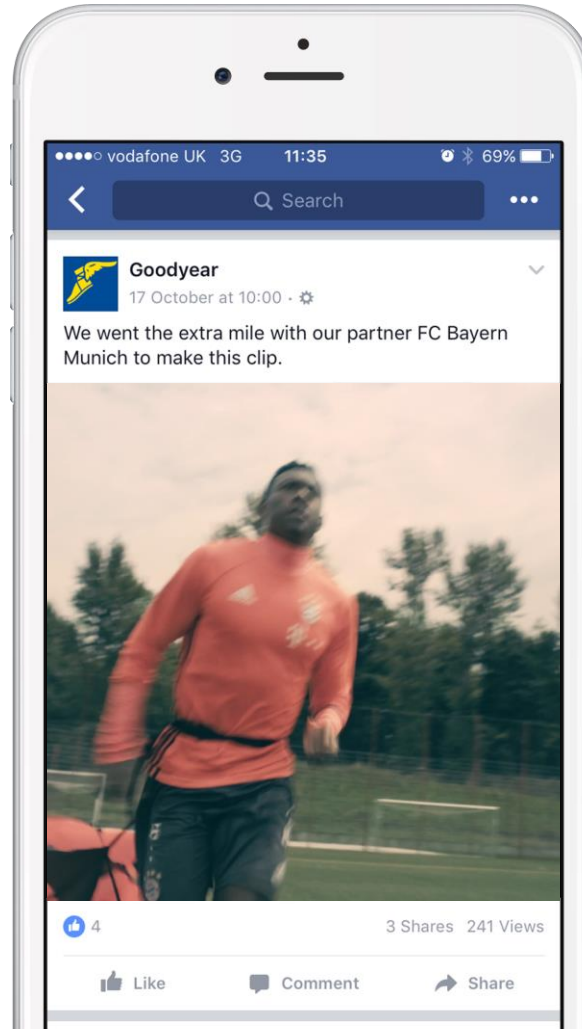 vodafone UK 3G 11:35 69%
Search
Goodyear
17 October at 10:00 ·
We went the extra mile with our partner FC Bayern
Munich to make this clip.
4 3 Shares 241 Views
Like Comment Share